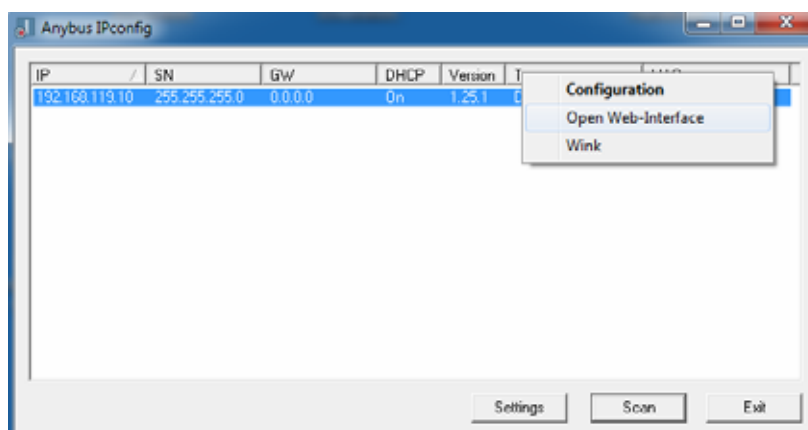 Anybus IPconfig
IP / SN GW DHCP Version
Configuration
192.168.119.10 255.255.255.0 0.0.0.0 On 1.25.1
Open Web-Interface
Wink
Settings Scan Exit